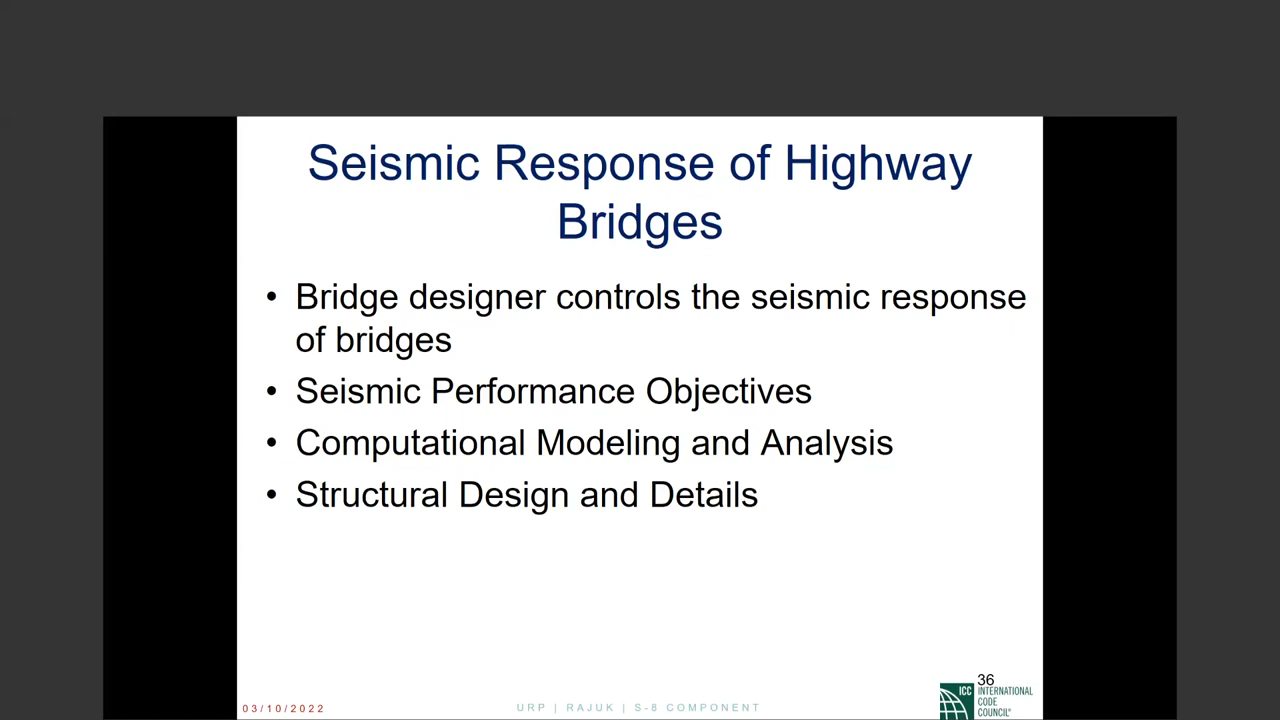 Seismic Response of Highway
Bridges
• Bridge designer controls the seismic response
of bridges
• Seismic Performance Objectives
• Computational Modeling and Analysis
• Structural Design and Details
36
03/10/2022
URP | RAJUK | S-8 COMPONENT
ICC
INTERNATIONAL
CODE
COUNCIL®